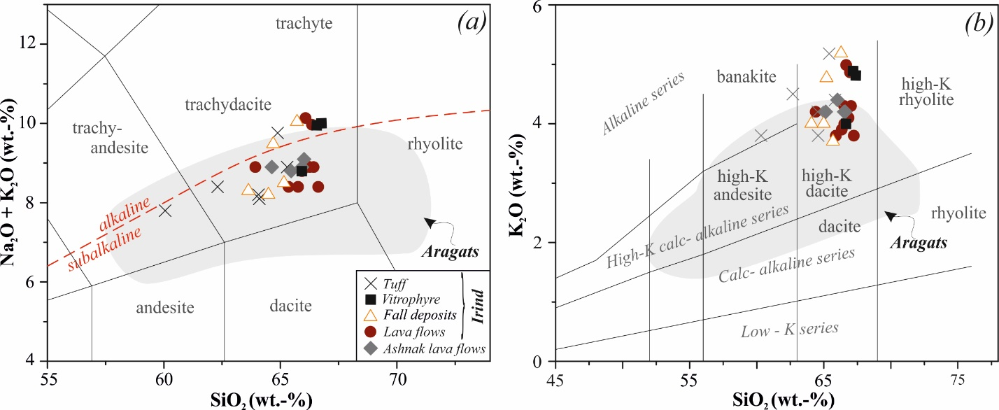 (a)
trachyte
12
trachydacite
10
trachy-
andesite
rhyolite
alkaline
subalkaline
8
Aragats
6
andesite
dacite
Tuff
Vitrophyre
Fall deposits
Lava flows
Ashnak lava flows
Irind
4
55
60
65
70
Na₂O + K₂O (wt.-%)
SiO₂ (wt.-%)
(b)
6
Alkaline series
banakite
high-K
rhyolite
4
high-K
andesite
high-K
dacite
High-K calc- alkaline series
dacite
rhyolite
Aragats
2
Calc- alkaline series
Low - K series
0
45
55
65
75
K₂O (wt.-%)
SiO₂ (wt.-%)